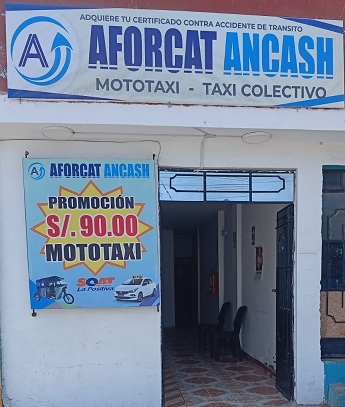 ADQUIERE TU CERTIFICADO CONTRA ACCIDENTE DE TRANSITO
A AFORCAT ANCASH
MOTOTAXI - TAXI COLECTIVO
A AFORCAT ANCASH
PROMOCIÓN
S/. 90.00
MOTOTAXI
SOAT
La Positiva